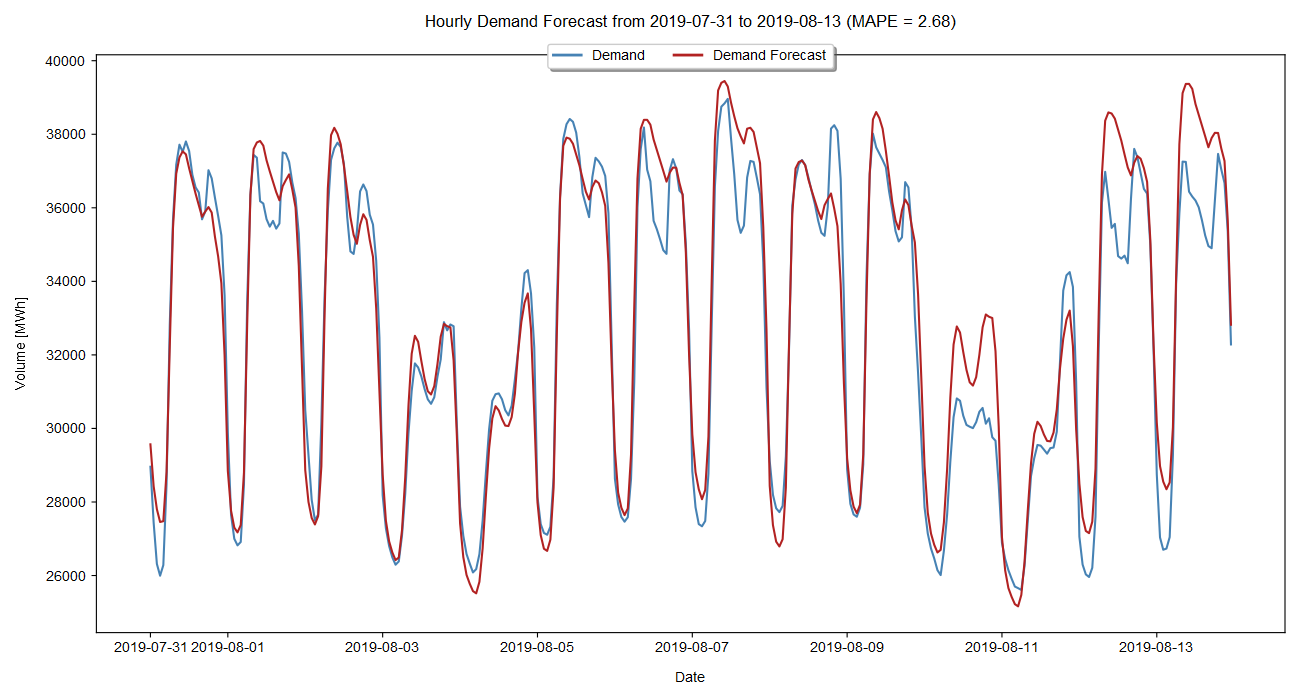 Hourly Demand Forecast from 2019-07-31 to 2019-08-13 (MAPE = 2.68)
Demand Demand Forecast
40000
38000
36000
34000
32000
30000
28000
26000
Volume [MWh]
2019-07-31 2019-08-01 2019-08-03 2019-08-05 2019-08-07 2019-08-09 2019-08-11 2019-08-13
Date